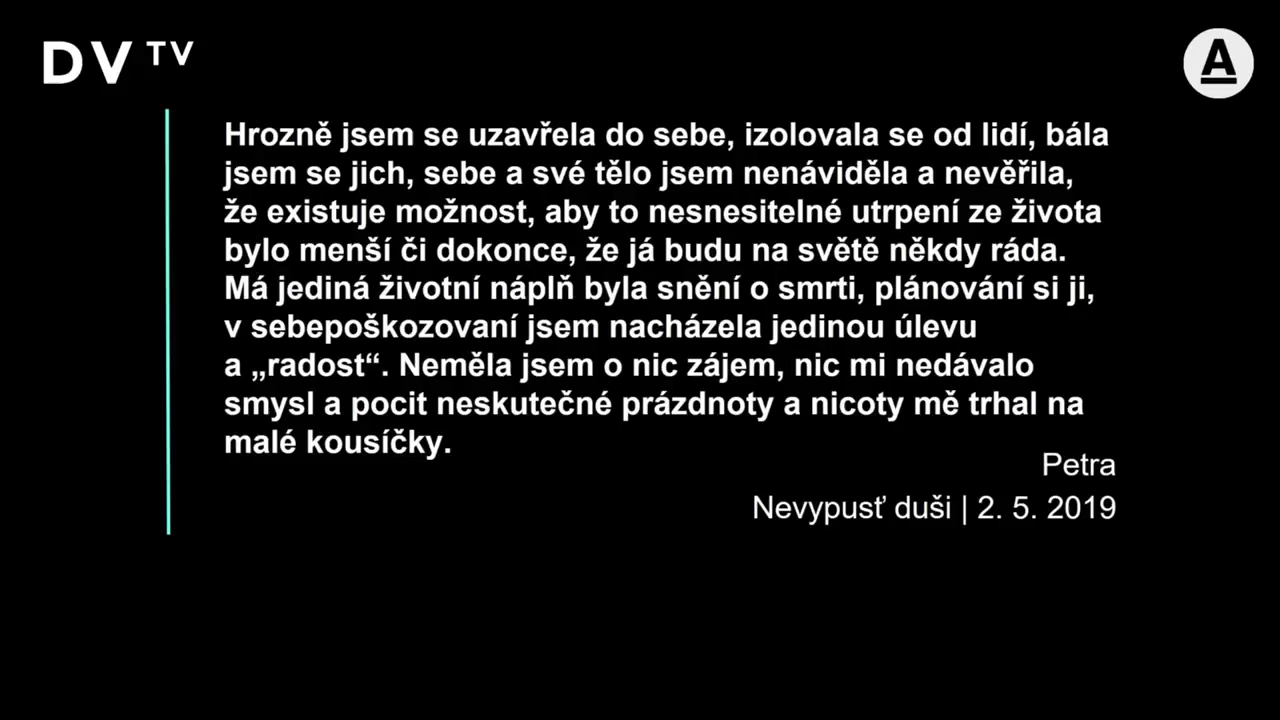 DV TV
A
Hrozně jsem se uzavřela do sebe, izolovala se od lidí, bála
jsem se jich, sebe a své tělo jsem nenáviděla a nevěřila,
že existuje možnost, aby to nesnesitelné utrpení ze života
bylo menší či dokonce, že já budu na světě někdy ráda.
Má jediná životní náplň byla snění o smrti, plánování si ji,
v sebepoškozovaní jsem nacházela jedinou úlevu
a „radost“. Neměla jsem o nic zájem, nic mi nedávalo
smysl a pocit neskutečné prázdnoty a nicoty mě trhal na
malé kousíčky.
Petra
Nevypusť duši | 2. 5. 2019